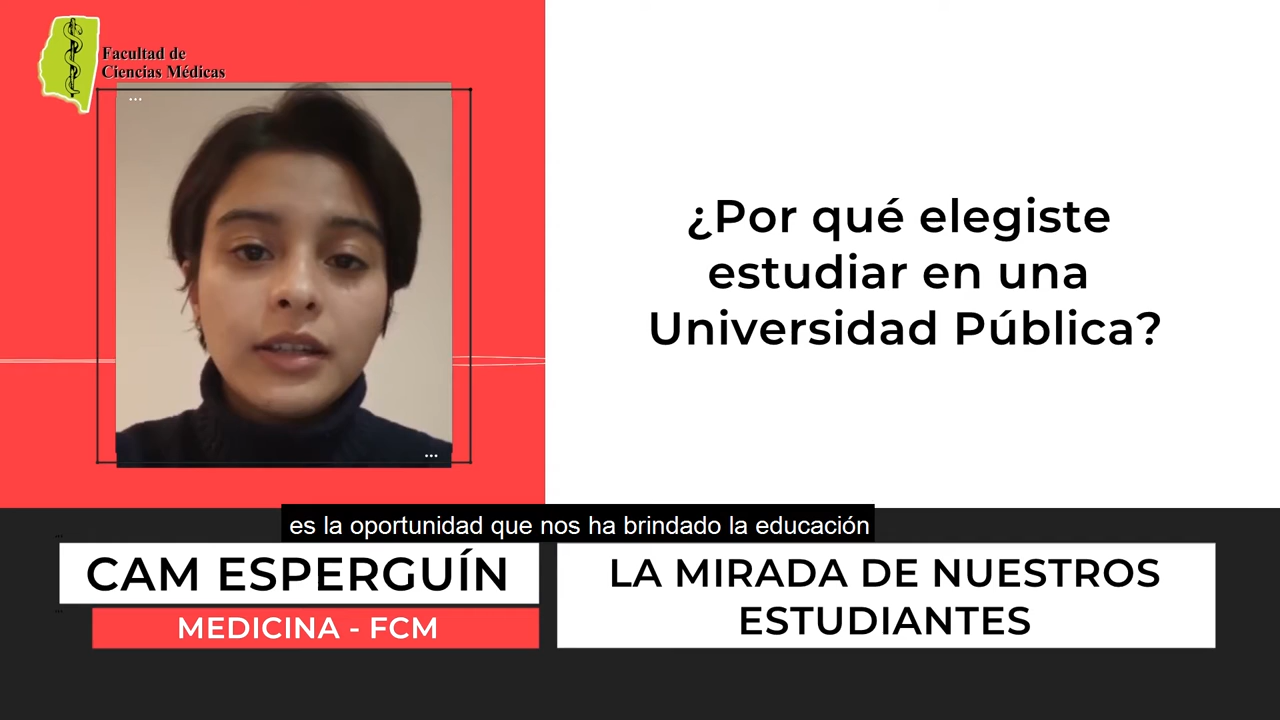 Facultad de
Ciencias Médicas
¿Por qué elegiste
estudiar en una
Universidad Pública?
es la oportunidad que nos ha brindado la educación
CAM ESPERGUÍN
MEDICINA - FCM
LA MIRADA DE NUESTROS
ESTUDIANTES